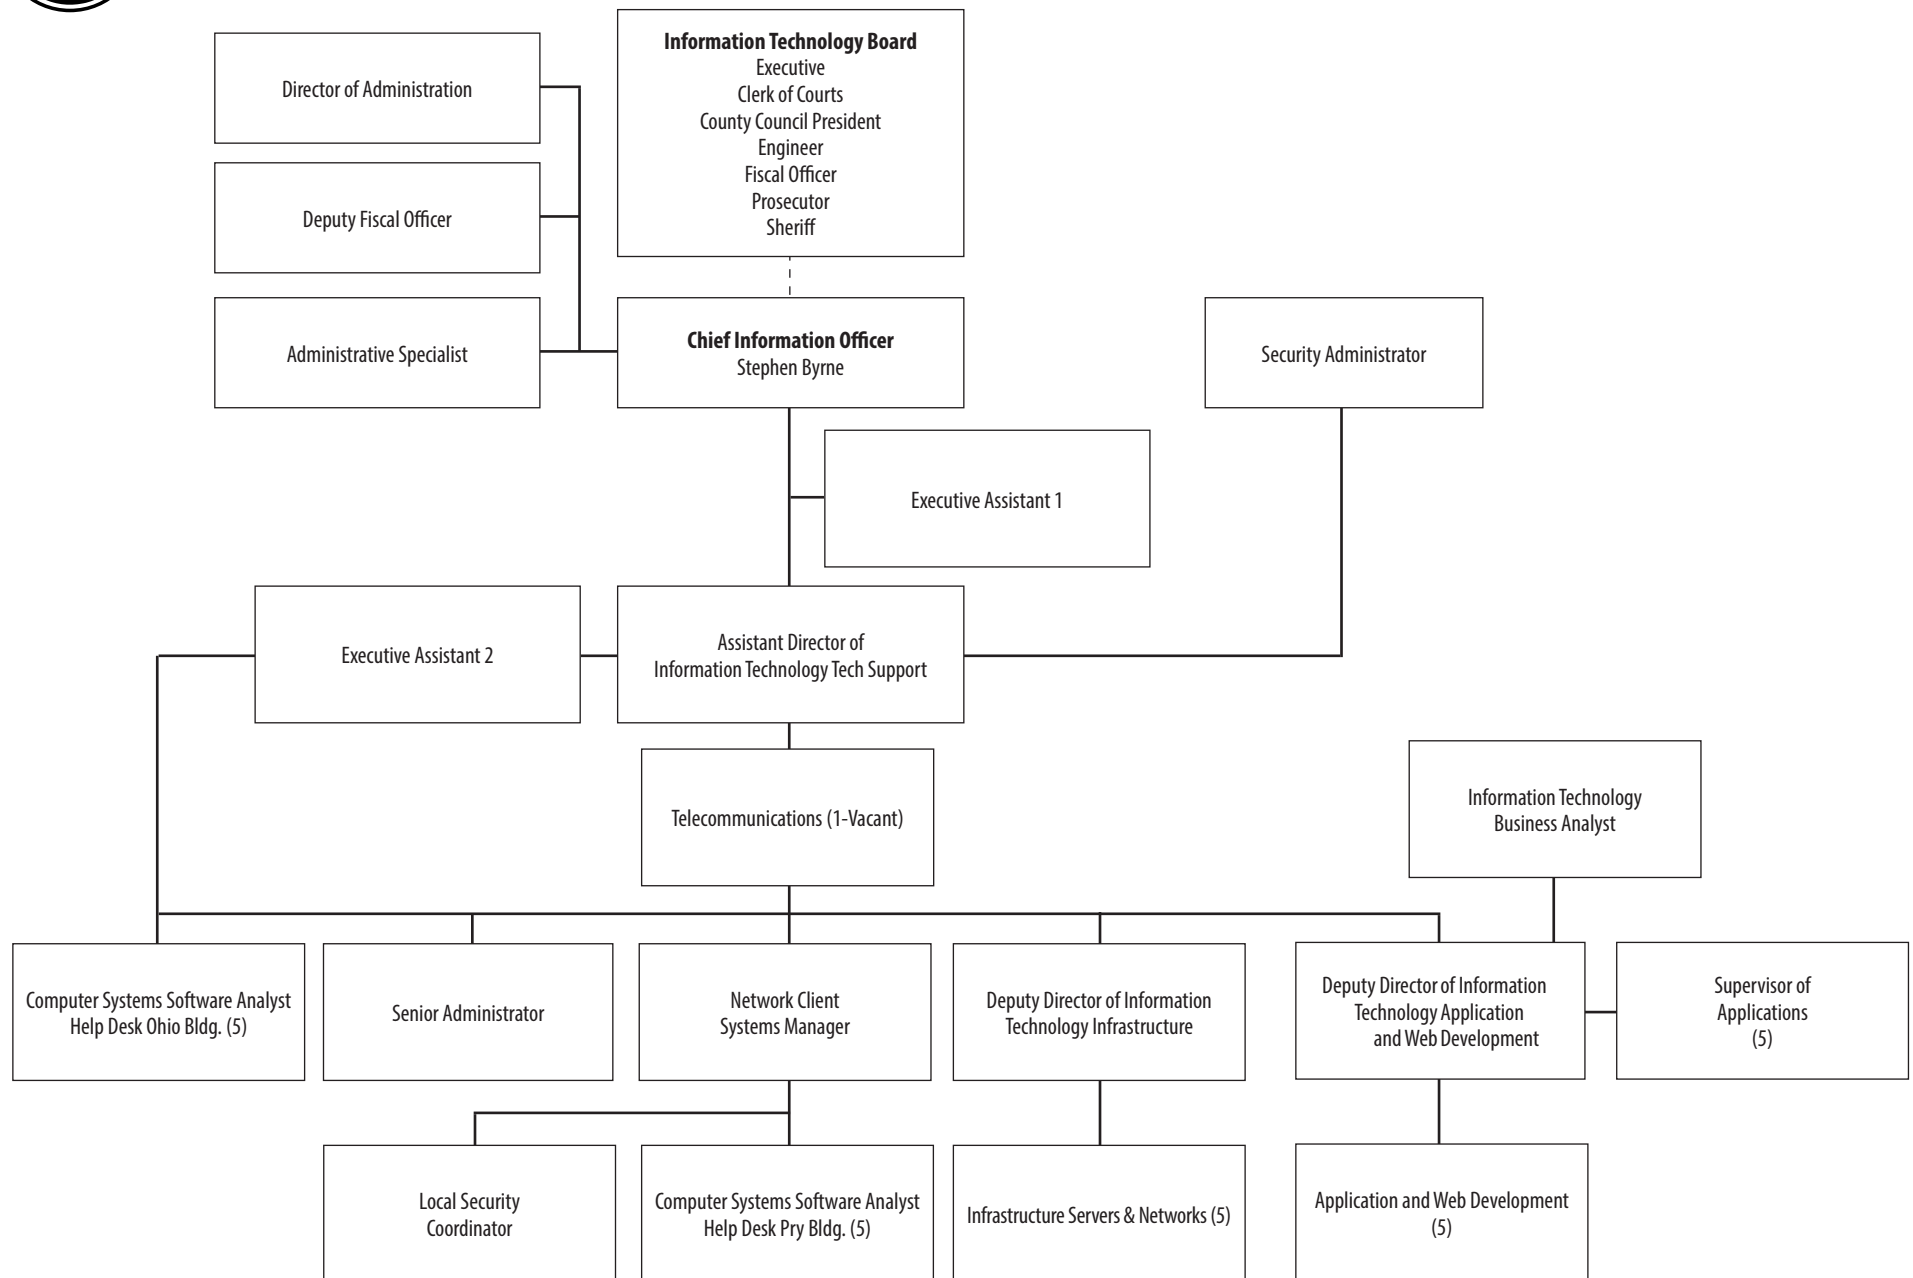 Information Technology Board
Executive
Clerk of Courts
County Council President
Engineer
Fiscal Officer
Prosecutor
Sheriff
Director of Administration
Deputy Fiscal Officer
Administrative Specialist
Chief Information Officer
Stephen Byrne
Security Administrator
Executive Assistant 1
Executive Assistant 2
Assistant Director of
Information Technology Tech Support
Telecommunications (1-Vacant)
Information Technology
Business Analyst
Computer Systems Software Analyst
Help Desk Ohio Bldg. (5)
Senior Administrator
Network Client
Systems Manager
Deputy Director of Information
Technology Infrastructure
Deputy Director of Information
Technology Application
and Web Development
Supervisor of
Applications
(5)
Local Security
Coordinator
Computer Systems Software Analyst
Help Desk Pry Bldg. (5)
Infrastructure Servers & Networks (5)
Application and Web Development
(5)